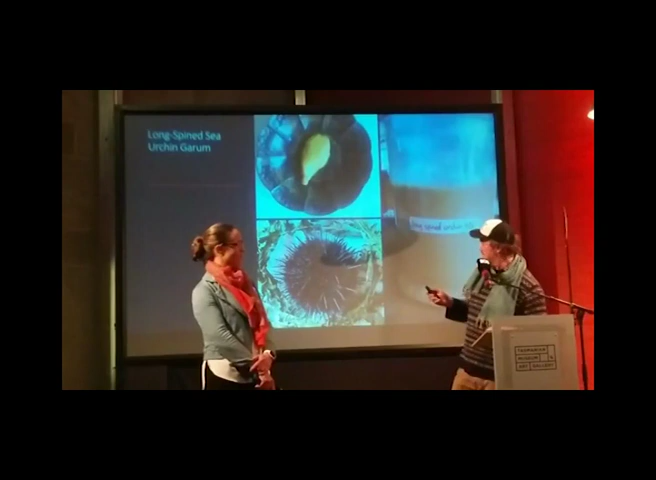 Long-Spined Sea
Urchin Garum
TASMANIAN
MUSEUM &
ART GALLERY